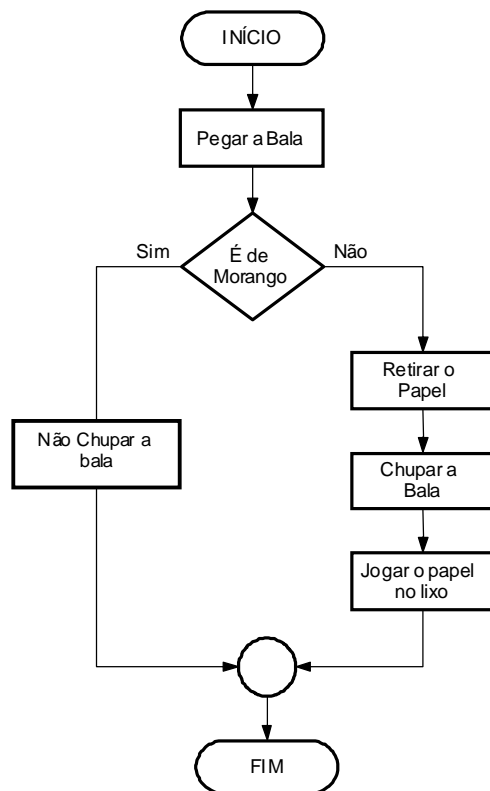 INÍCIO
Pegar a Bala
Sim
É de
Morango
Não
Retirar o
Papel
Não Chupar a
bala
Chupar a
Bala
Jogar o papel
no lixo
FIM